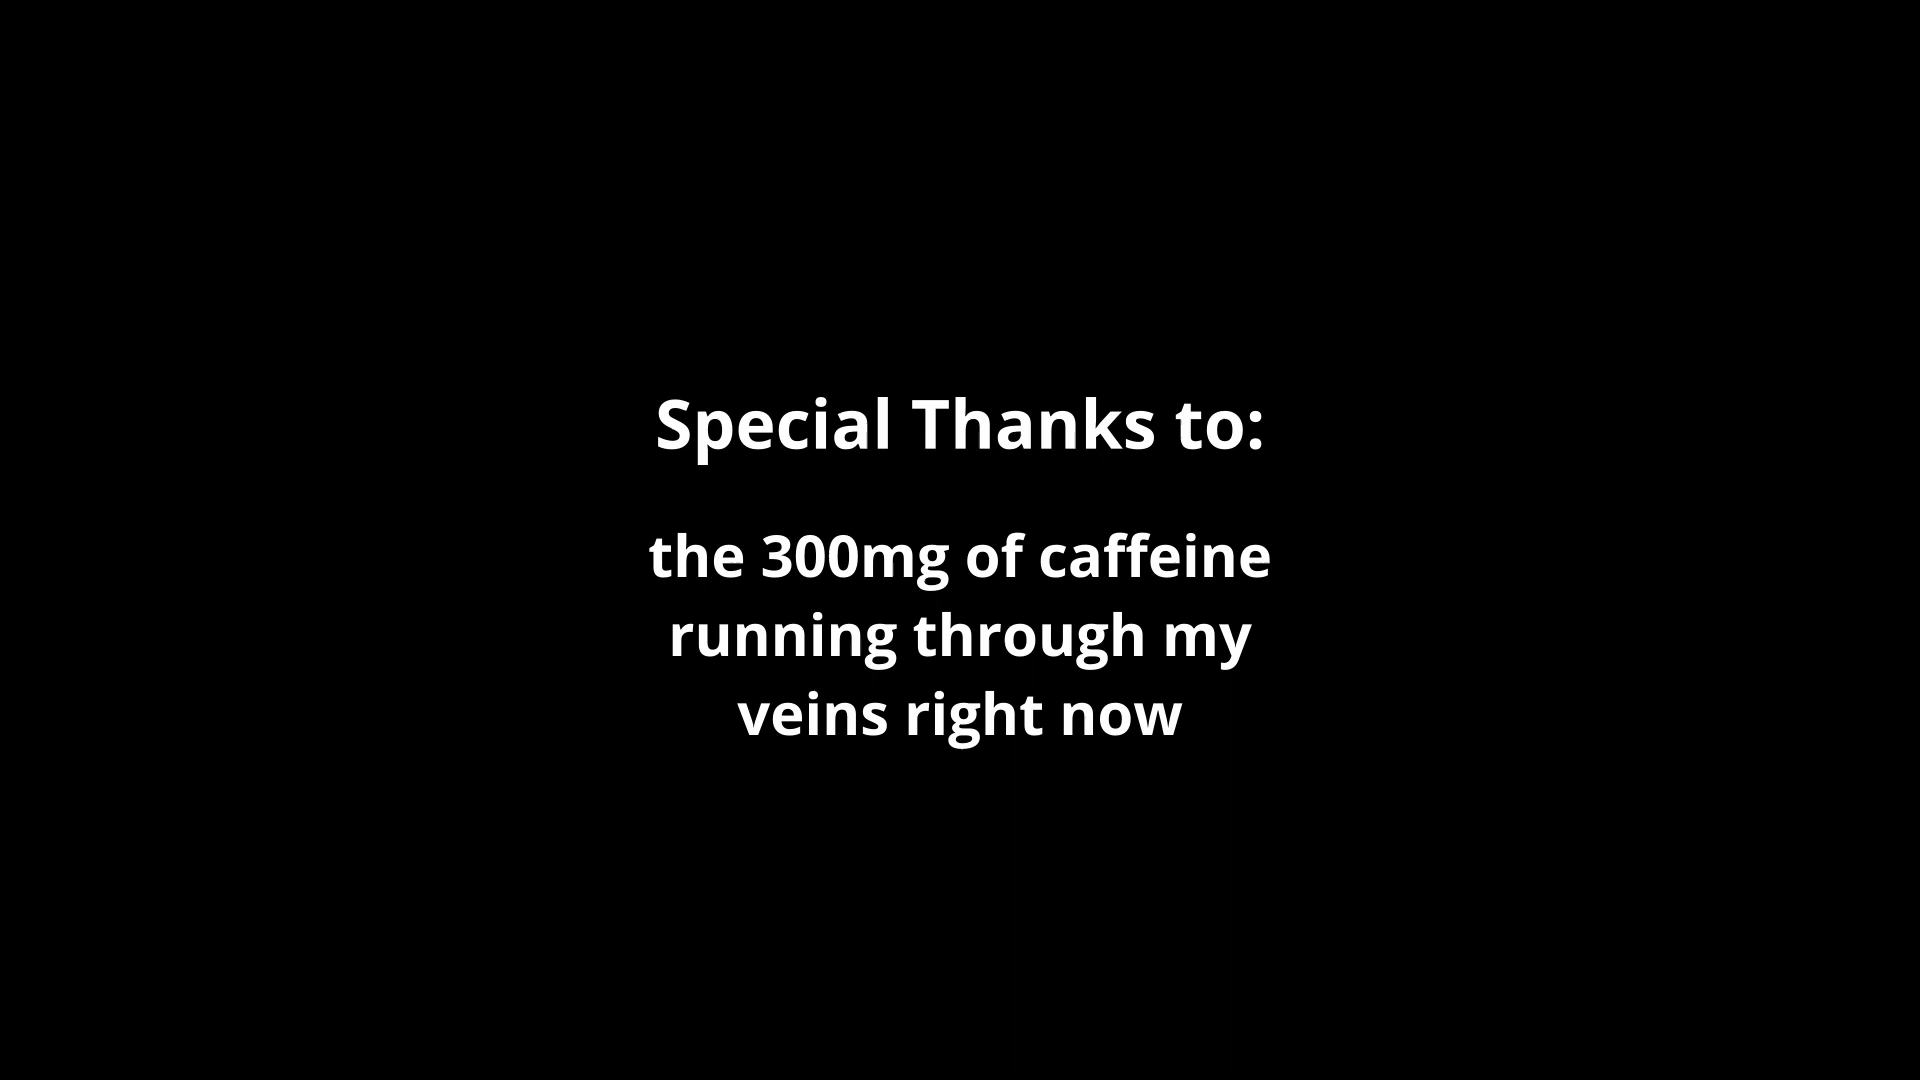 Special Thanks to:
the 300mg of caffeine
running through my
veins right now